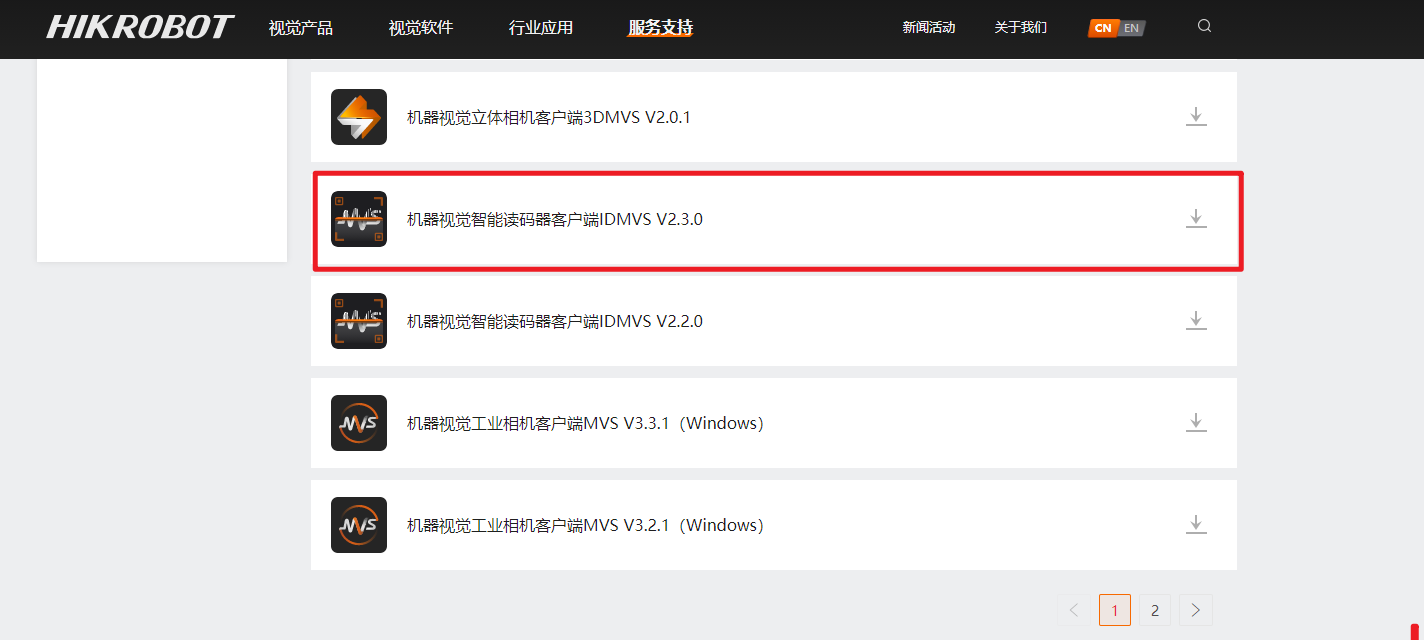 HIKROBOT 视觉产品 视觉软件 行业应用 服务支持 新闻活动 关于我们 CN EN
机器视觉立体相机客户端3DMVS V2.0.1
MVS 机器视觉智能读码器客户端IDMVS V2.3.0
MVS 机器视觉智能读码器客户端IDMVS V2.2.0
MVS 机器视觉工业相机客户端MVS V3.3.1（Windows）
MVS 机器视觉工业相机客户端MVS V3.2.1（Windows）
1 2